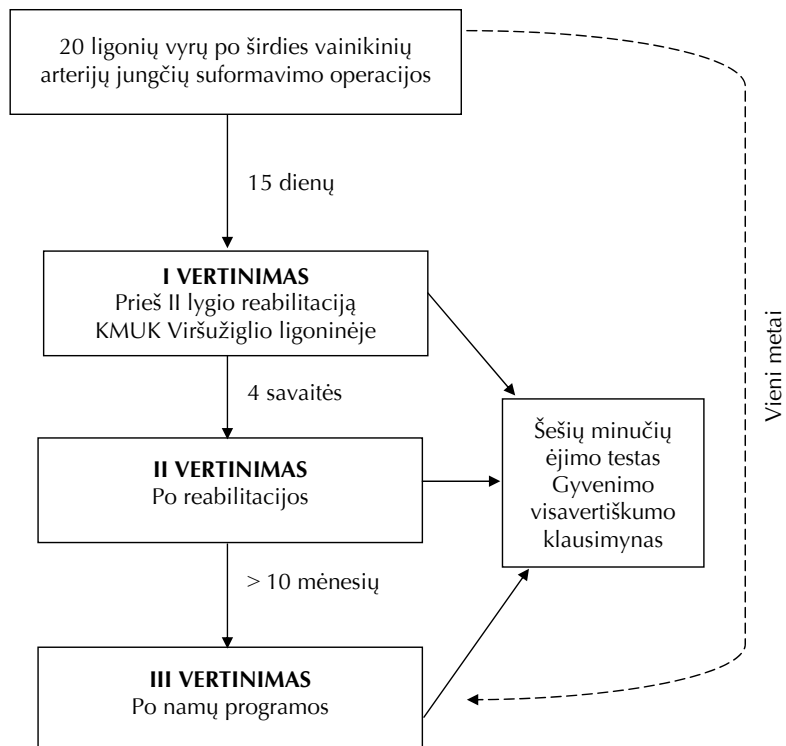 20 ligonių vyrų po širdies vainikinių
arterijų jungčių suformavimo operacijos
15 dienų
I VERTINIMAS
Prieš II lygio reabilitaciją
KMUK Viršužiglio ligoninėje
4 savaitės
II VERTINIMAS
Po reabilitacijos
Šešių minučių
ėjimo testas
Gyvenimo
visavertiškumo
klausimynas
Vieni metai
> 10 mėnesių
III VERTINIMAS
Po namų programos